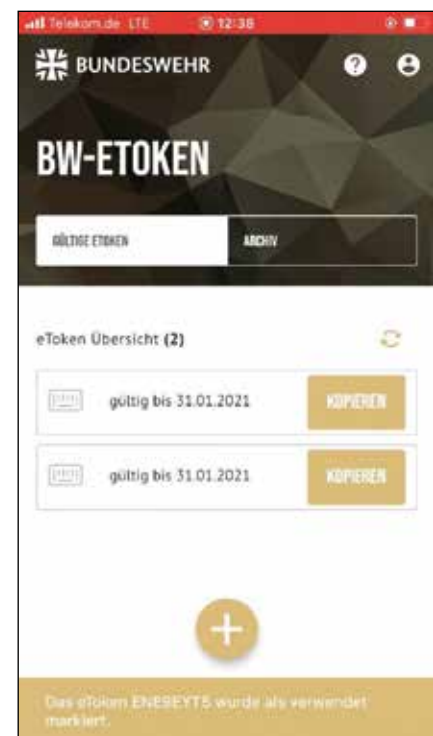 Telekom.de LTE 12:38
BUNDESWEHR
BW-ETOKEN
GÜLTIGE ETOKEN ARCHIV
eToken Übersicht (2)
gültig bis 31.01.2021 KOPIEREN
gültig bis 31.01.2021 KOPIEREN
Das eToken wurde als verwendet
markiert.